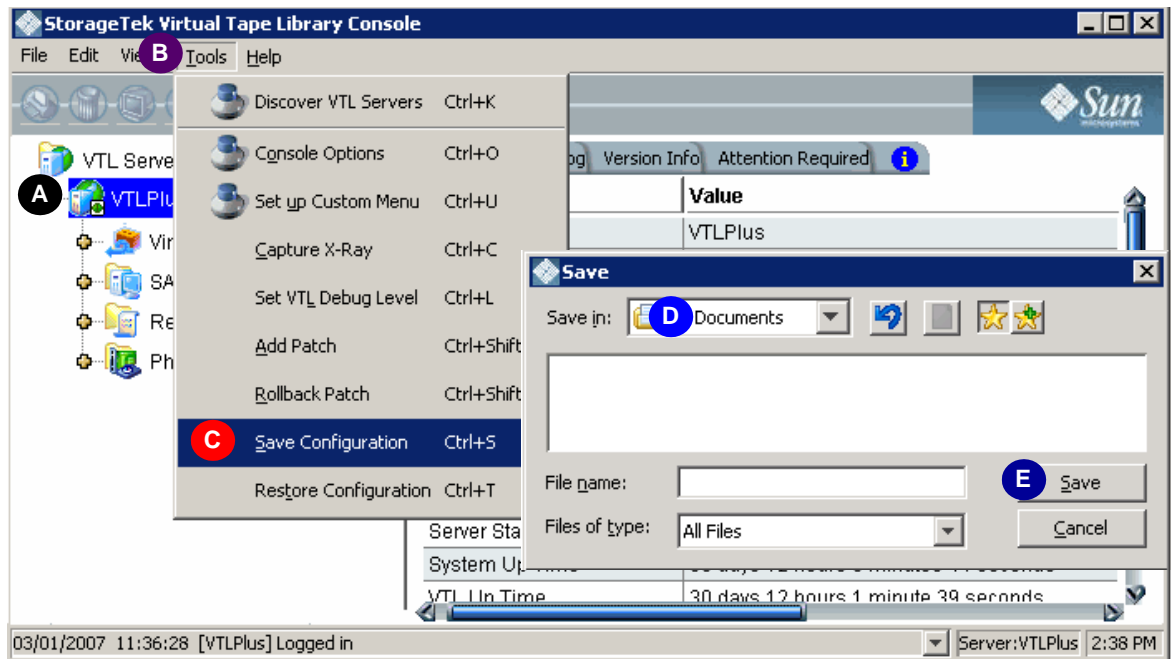 StorageTek Virtual Tape Library Console
File Edit B Tools Help
Sun
microsystems
Discover VTL Servers Ctrl+K
Console Options Ctrl+O
Set up Custom Menu Ctrl+U
Capture X-Ray Ctrl+C
Set VTL Debug Level Ctrl+L
Add Patch Ctrl+Shift
Rollback Patch Ctrl+Shift
C Save Configuration Ctrl+S
Restore Configuration Ctrl+T
VTL Serve
A VTLPlu
Vir
SA
Re
Ph
og Version Info Attention Required i
Value
VTLPlus
Save
Save in: D Documents
File name:
E Save
Files of type: All Files
Cancel
Server Sta
System Up
VTL Up Time 30 days 12 hours 1 minute 39 seconds
03/01/2007 11:36:28 [VTLPlus] Logged in
Server:VTLPlus 2:38 PM